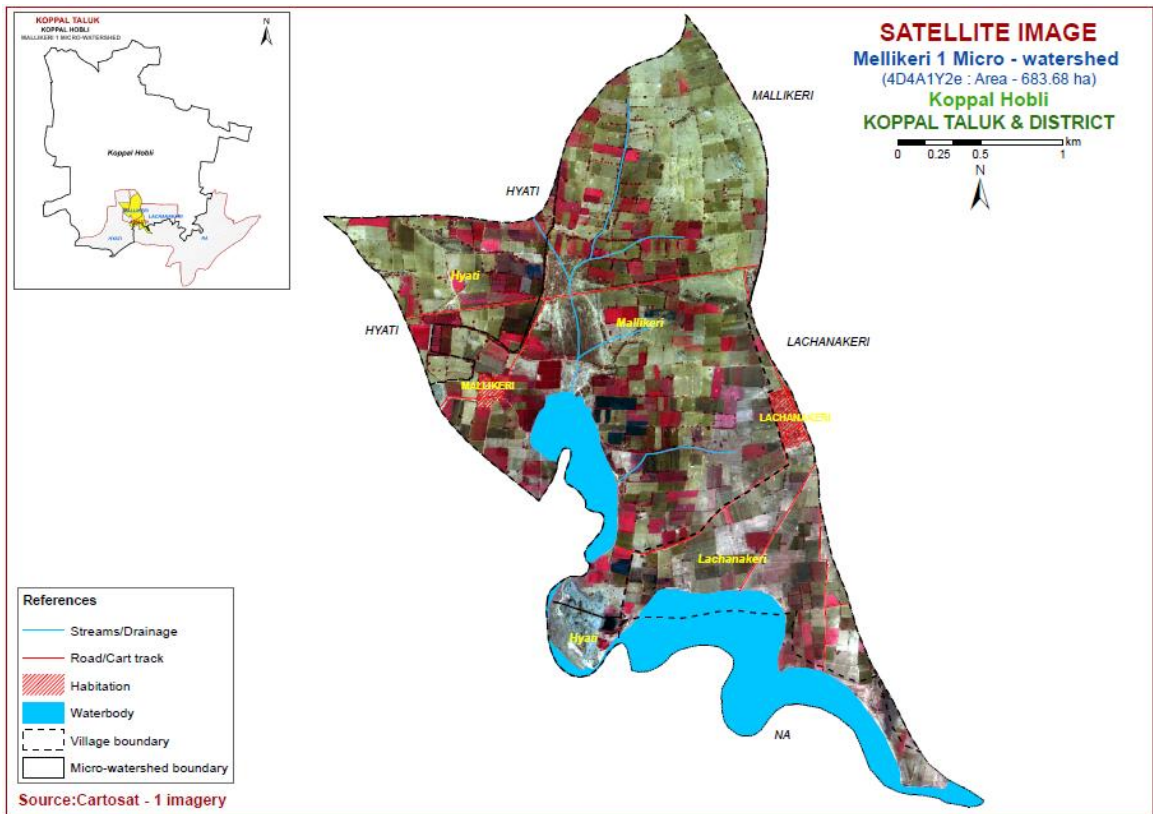 KOPPAL TALUK
KOPPAL HOBLI
MALLIKERI 1 MICRO-WATERSHED
N
Koppal Hobli
MALLIKERI
LACHANAKERI
HYATI
NA
SATELLITE IMAGE
Mellikeri 1 Micro - watershed
(4D4A1Y2e : Area - 683.68 ha)
Koppal Hobli
KOPPAL TALUK & DISTRICT
km
0 0.25 0.5 1
N
MALLIKERI
HYATI
Hyati
HYATI
Mallikeri
LACHANAKERI
MALLIKERI
LACHANAKERI
Lachanakeri
Hyati
NA
References
Streams/Drainage
Road/Cart track
Habitation
Waterbody
Village boundary
Micro-watershed boundary
Source:Cartosat - 1 imagery